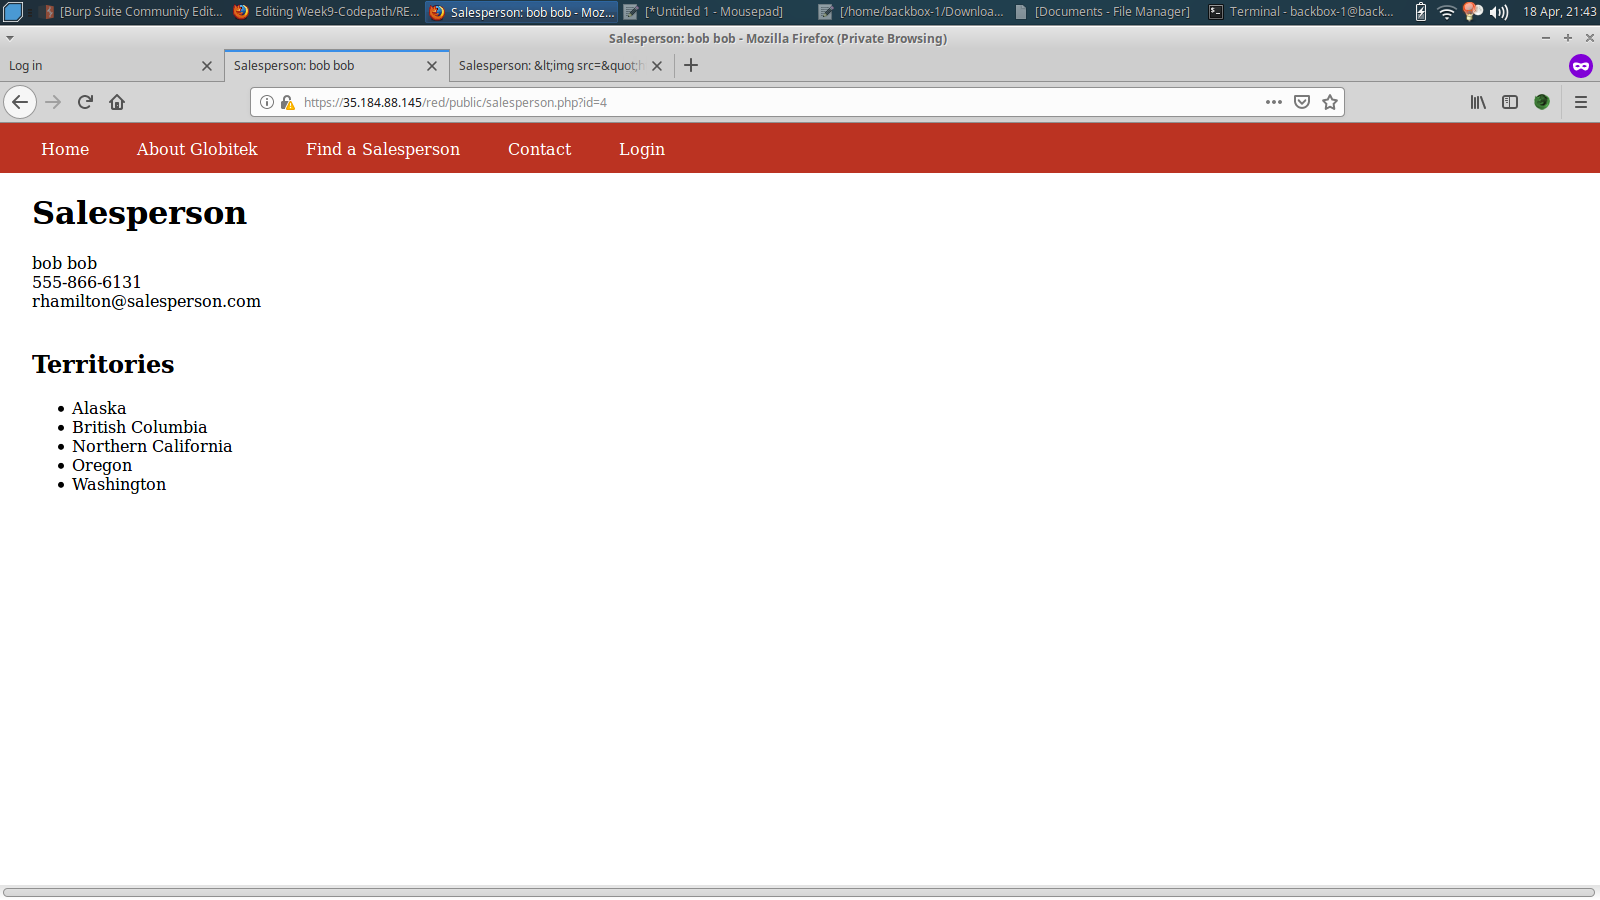 [Burp Suite Community Edit... Editing Week9-Codepath/RE... Salesperson: bob bob - Moz... [*Untitled 1 - Mousepad] [/home/backbox-1/Downloa... [Documents - File Manager] Terminal - backbox-1@back... 18 Apr, 21:43
Salesperson: bob bob - Mozilla Firefox (Private Browsing)
Log in Salesperson: bob bob Salesperson: &lt;img src=&quot;h
https://35.184.88.145/red/public/salesperson.php?id=4
Home About Globitek Find a Salesperson Contact Login
Salesperson
bob bob
555-866-6131
rhamilton@salesperson.com
Territories
• Alaska
• British Columbia
• Northern California
• Oregon
• Washington